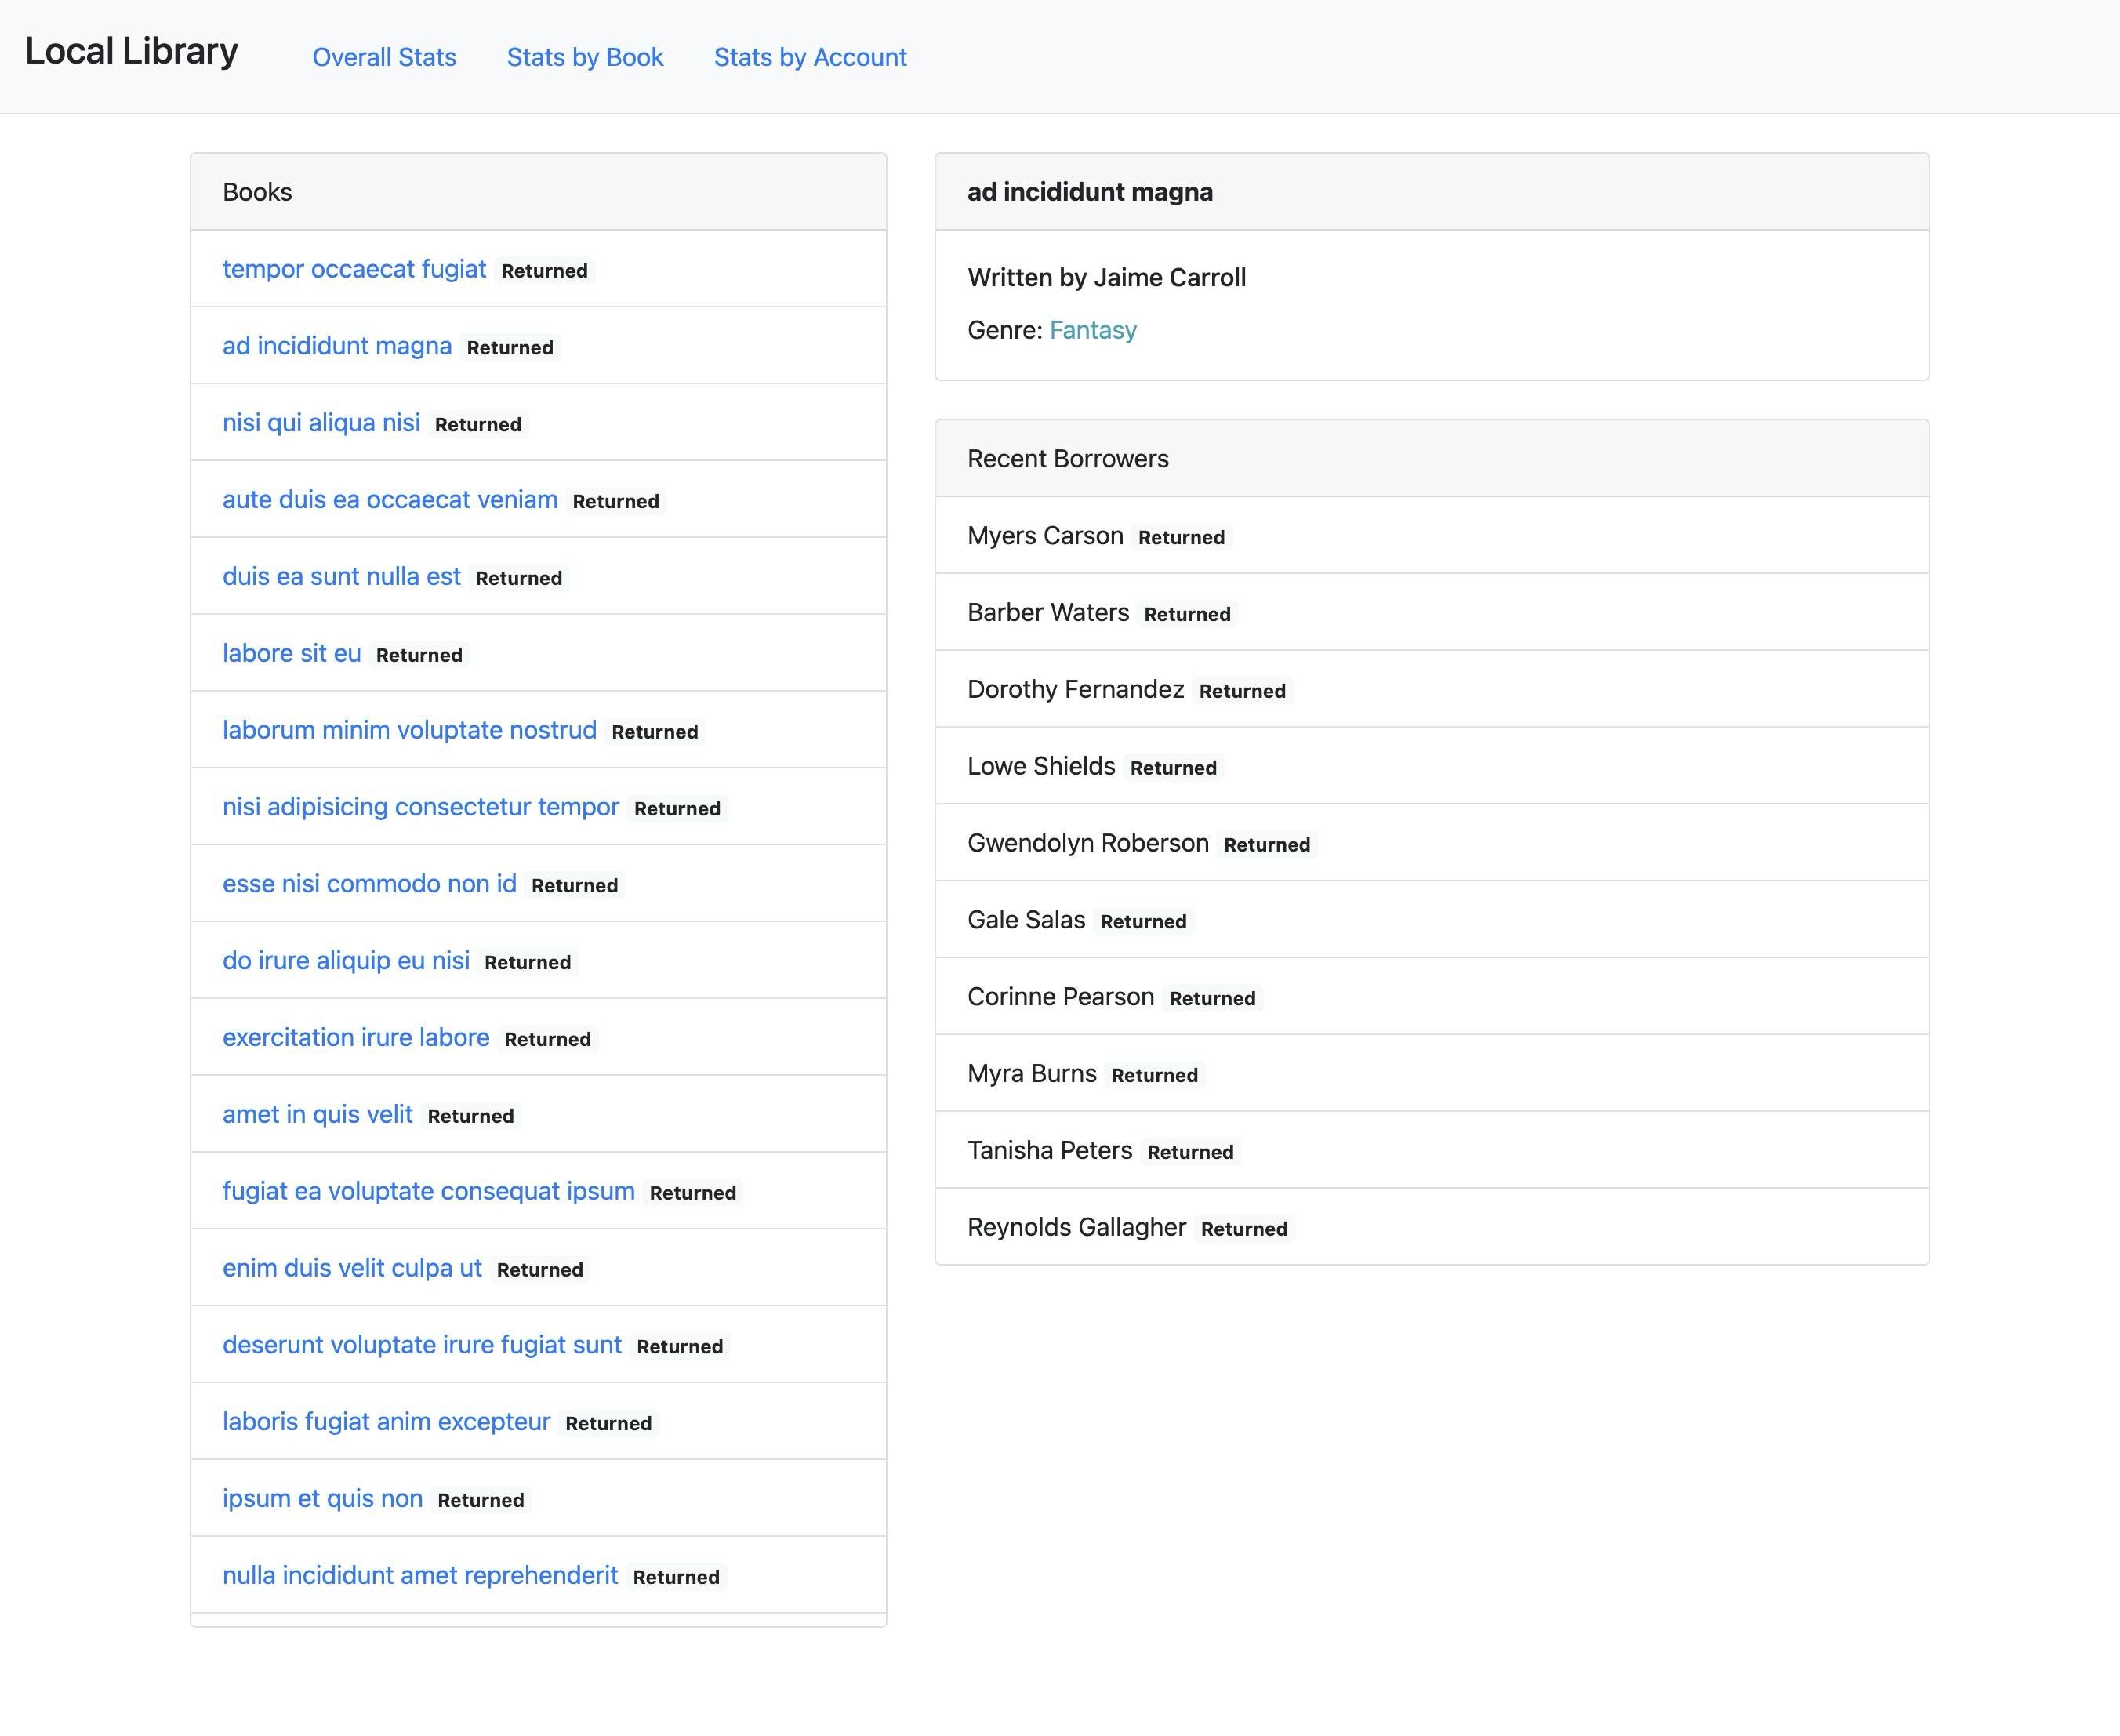 Local Library Overall Stats Stats by Book Stats by Account
Books
tempor occaecat fugiat Returned
ad incididunt magna Returned
nisi qui aliqua nisi Returned
aute duis ea occaecat veniam Returned
duis ea sunt nulla est Returned
labore sit eu Returned
laborum minim voluptate nostrud Returned
nisi adipisicing consectetur tempor Returned
esse nisi commodo non id Returned
do irure aliquip eu nisi Returned
exercitation irure labore Returned
amet in quis velit Returned
fugiat ea voluptate consequat ipsum Returned
enim duis velit culpa ut Returned
deserunt voluptate irure fugiat sunt Returned
laboris fugiat anim excepteur Returned
ipsum et quis non Returned
nulla incididunt amet reprehenderit Returned
ad incididunt magna
Written by Jaime Carroll
Genre: Fantasy
Recent Borrowers
Myers Carson Returned
Barber Waters Returned
Dorothy Fernandez Returned
Lowe Shields Returned
Gwendolyn Roberson Returned
Gale Salas Returned
Corinne Pearson Returned
Myra Burns Returned
Tanisha Peters Returned
Reynolds Gallagher Returned